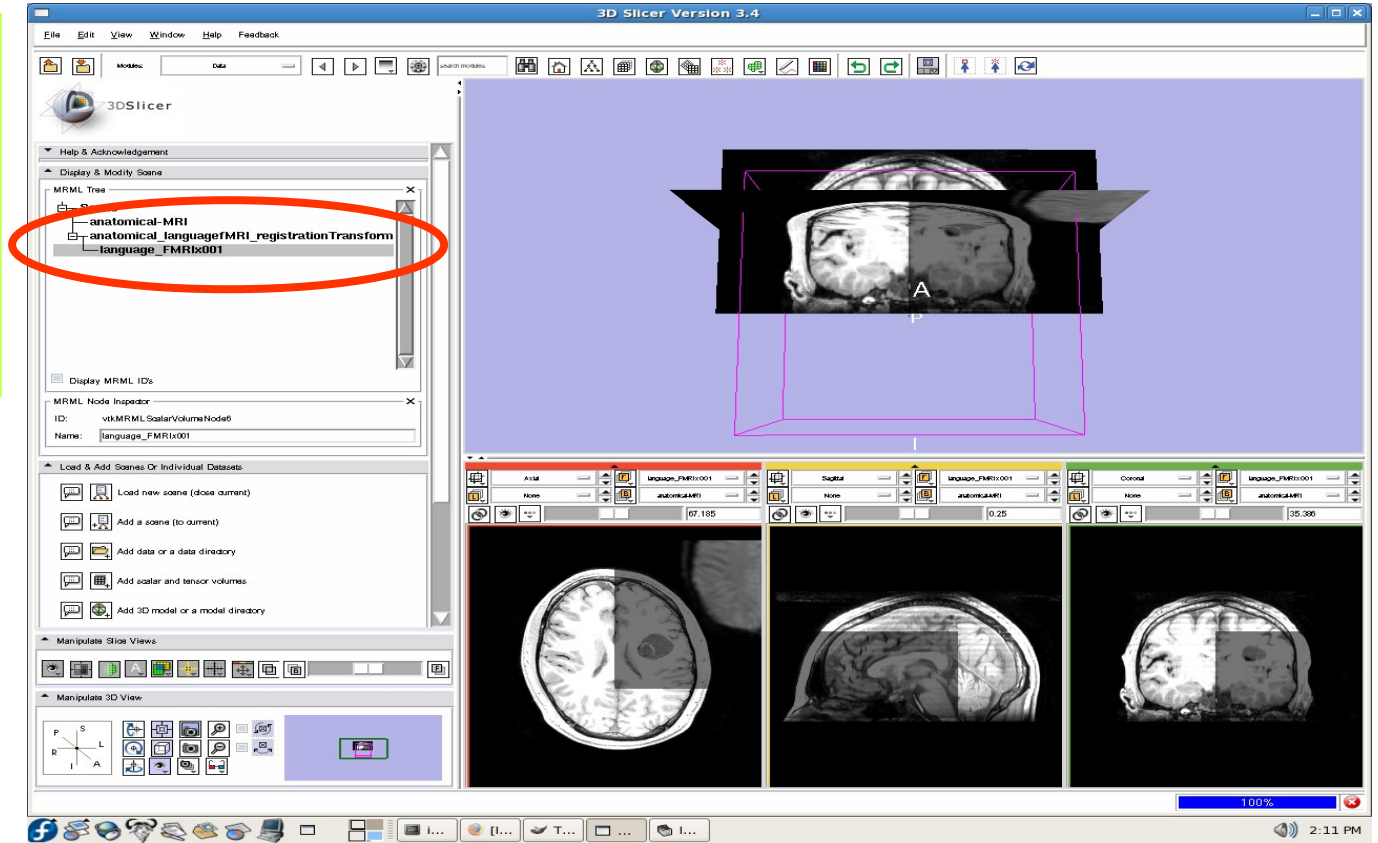 3D Slicer Version 3.4
File Edit View Window Help Feedback
Modules: Data search modules
3DSlicer
Help & Acknowledgement
Display & Modify Scene
MRML Tree
anatomical-MRI
anatomical_languagefMRI_registrationTransform
language_FMRIx001
Display MRML ID's
MRML Node Inspector
ID: vtkMRMLScalarVolumeNode6
Name: language_FMRIx001
Load & Add Scenes Or Individual Datasets
Load new scene (close current)
Add a scene (to current)
Add data or a data directory
Add scalar and tensor volumes
Add 3D model or a model directory
Manipulate Slice Views
Manipulate 3D View
P S
R L
I A
A
P
I
Axial language_FMRIx001
None anatomical-MRI
67.185
Sagittal language_FMRIx001
None anatomical-MRI
0.25
Coronal language_FMRIx001
None anatomical-MRI
35.386
100%
i... [I... T... ... I...
2:11 PM